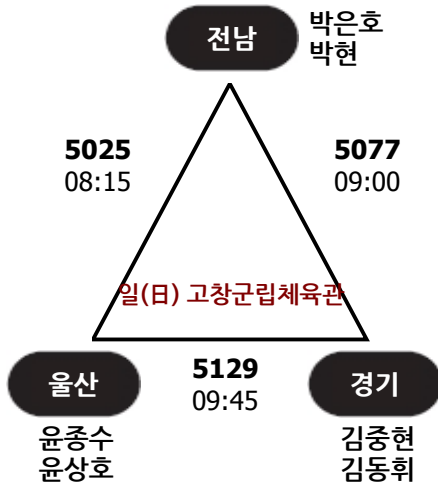 전남
박은호
박현
5025
08:15
5077
09:00
일(日) 고창군립체육관
울산
5129
09:45
경기
윤종수
윤상호
김중현
김동휘